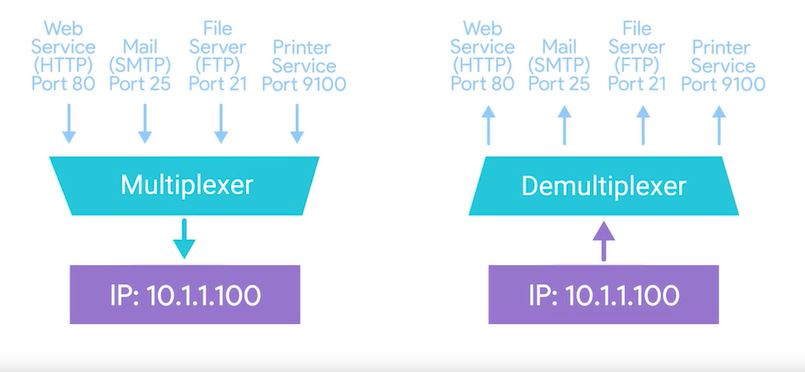 Web
Service
(HTTP)
Port 80
Mail
(SMTP)
Port 25
File
Server
(FTP)
Port 21
Printer
Service
Port 9100
Multiplexer
IP: 10.1.1.100
Web
Service
(HTTP)
Port 80
Mail
(SMTP)
Port 25
File
Server
(FTP)
Port 21
Printer
Service
Port 9100
Demultiplexer
IP: 10.1.1.100